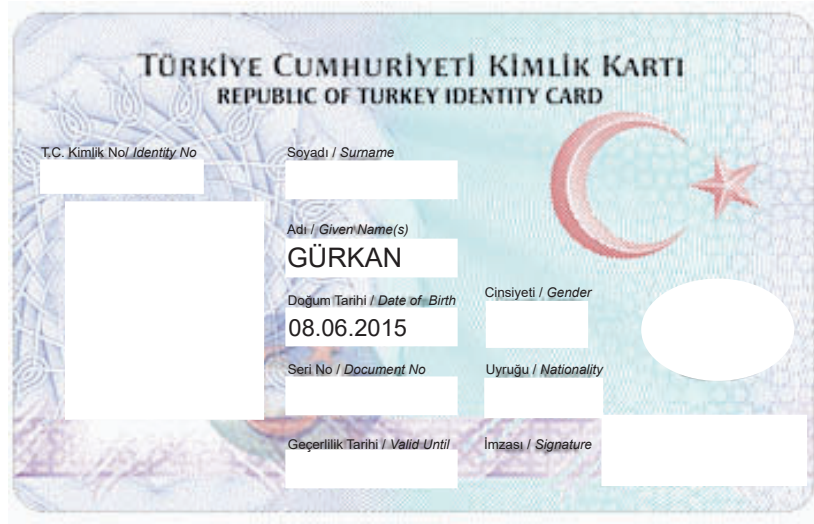 TÜRKİYE CUMHURİYETİ KİMLİK KARTI
REPUBLIC OF TURKEY IDENTITY CARD
T.C. Kimlik No/ Identity No
Soyadı / Surname
Adı / Given Name(s)
GÜRKAN
Doğum Tarihi / Date of Birth
Cinsiyeti / Gender
08.06.2015
Seri No / Document No
Uyruğu / Nationality
Geçerlilik Tarihi / Valid Until
İmzası / Signature